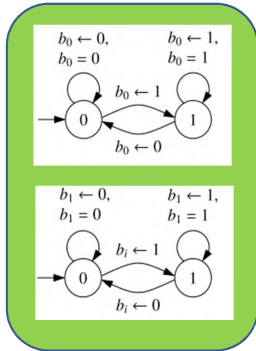 b₀ ← 0, b₀ ← 1,
b₀ = 0 b₀ = 1
b₀ ← 1
0 1
b₀ ← 0
b₁ ← 0, b₁ ← 1,
b₁ = 0 b₁ = 1
bᵢ ← 1
0 1
bᵢ ← 0